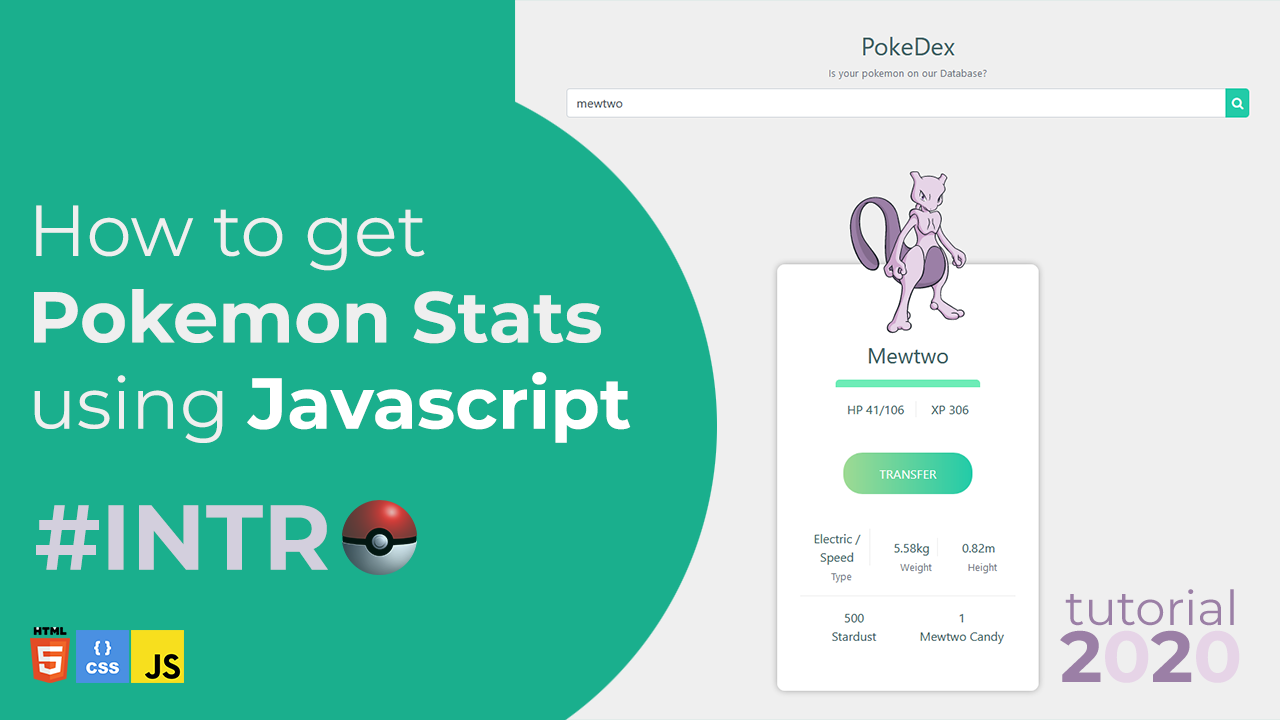 How to get
Pokemon Stats
using Javascript
#INTR
HTML
5
{ }
CSS
JS
PokeDex
Is your pokemon on our Database?
mewtwo
Mewtwo
HP 41/106 XP 306
TRANSFER
Electric /
Speed
Type
5.58kg
Weight
0.82m
Height
500
Stardust
1
Mewtwo Candy
tutorial
2020